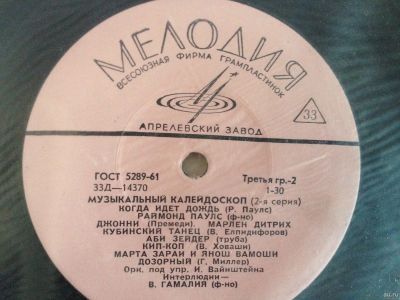 МЕЛОДИЯ
ВСЕСОЮЗНАЯ ФИРМА ГРАМПЛАСТИНОК
33
АПРЕЛЕВСКИЙ ЗАВОД
ГОСТ 5289-61
Третья гр.-2
33Д-14370
1-30
МУЗЫКАЛЬНЫЙ КАЛЕЙДОСКОП (2-я серия)
КОГДА ИДЕТ ДОЖДЬ (Р. Паулс)
РАЙМОНД ПАУЛС (ф-но)
ДЖОННИ (Премеди). МАРЛЕН ДИТРИХ
КУБИНСКИЙ ТАНЕЦ (В. Елпидифоров)
АБИ ЗЕЙДЕР (труба)
КИП-КОП (В. Ховаши)
МАРТА ЗАРАИ И ЯНОШ ВАМОШИ
ДОЗОРНЫЙ (Г. Миллер)
Орк. под упр. И. Вайнштейна
Интерлюдии—
В. ГАМАЛИЯ (ф-но)
au.ru